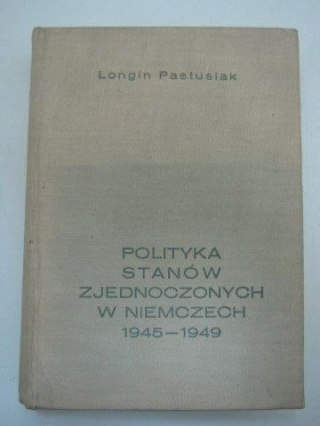 Longin Pastusiak
POLITYKA
STANÓW
ZJEDNOCZONYCH
W NIEMCZECH
1945—1949